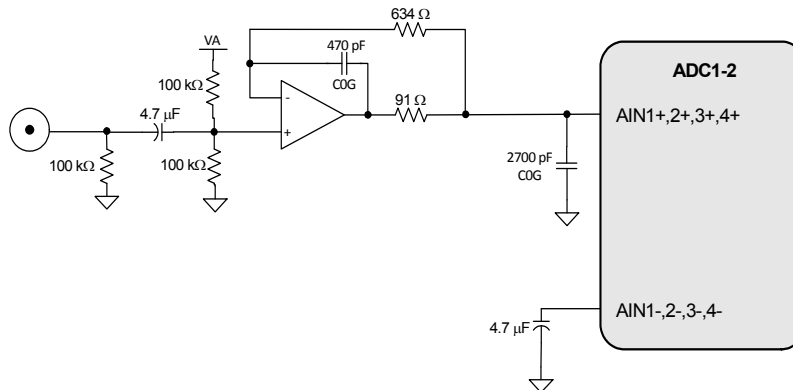 634 Ω
470 pF
C0G
VA
100 kΩ
4.7 µF
-
+
91 Ω
100 kΩ
100 kΩ
2700 pF
C0G
ADC1-2
AIN1+,2+,3+,4+
4.7 µF
AIN1-,2-,3-,4-